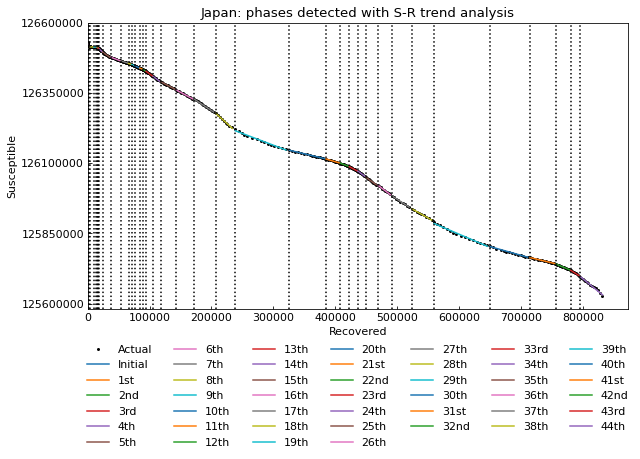 Japan: phases detected with S-R trend analysis
126600000
126350000
126100000
125850000
125600000
Susceptible
0 100000 200000 300000 400000 500000 600000 700000 800000
Recovered
Actual 6th 13th 20th 27th 33rd 39th
Initial 7th 14th 21th 28th 34th 40th
1st 8th 15th 22nd 29th 35th 41st
2nd 9th 16th 23rd 30th 36th 42nd
3rd 10th 17th 24th 31st 37th 43rd
4th 11th 18th 25th 32nd 38th 44th
5th 12th 19th 26th